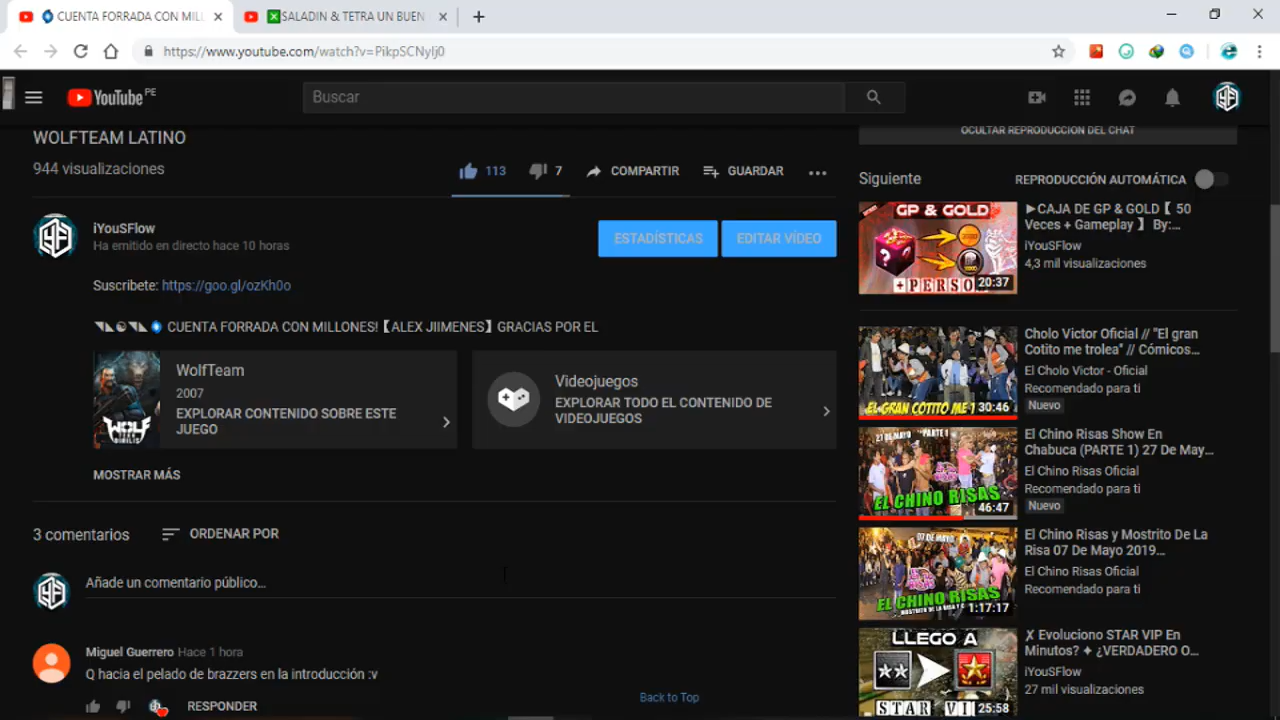 CUENTA FORRADA CON MILL
SALADIN & TETRA UN BUEN
https://www.youtube.com/watch?v=PikpSCNyIj0
YouTube PE
Buscar
WOLFTEAM LATINO
944 visualizaciones
113
7
COMPARTIR
GUARDAR
iYouSFlow
Ha emitido en directo hace 10 horas
ESTADÍSTICAS
EDITAR VÍDEO
Suscribete: https://goo.gl/ozKh0o
CUENTA FORRADA CON MILLONES!【ALEX JIIMENES】GRACIAS POR EL
WolfTeam
2007
EXPLORAR CONTENIDO SOBRE ESTE
JUEGO
Videojuegos
EXPLORAR TODO EL CONTENIDO DE
VIDEOJUEGOS
MOSTRAR MÁS
3 comentarios
ORDENAR POR
Añade un comentario público...
Miguel Guerrero Hace 1 hora
Q hacia el pelado de brazzers en la introducción :v
RESPONDER
Back to Top
OCULTAR REPRODUCCIÓN DEL CHAT
Siguiente
REPRODUCCIÓN AUTOMÁTICA
GP & GOLD
+PERSO
20:37
►CAJA DE GP & GOLD【 50
Veces + Gameplay 】 By:...
iYouSFlow
4,3 mil visualizaciones
EL GRAN COTITO ME T
30:46
Cholo Victor Oficial // "El gran
Cotito me trolea" // Cómicos...
El Cholo Victor - Oficial
Recomendado para ti
Nuevo
27 DE MAYO
PARTE 1
EL CHINO RISAS
46:47
El Chino Risas Show En
Chabuca (PARTE 1) 27 De May...
El Chino Risas Oficial
Recomendado para ti
Nuevo
07 DE MAYO
EL CHINO RISAS
1:17:17
El Chino Risas y Mostrito De La
Risa 07 De Mayo 2019...
El Chino Risas Oficial
Recomendado para ti
LLEGO A
STAR VI
25:58
✗ Evoluciono STAR VIP En
Minutos? ✦ ¿VERDADERO O...
iYouSFlow
27 mil visualizaciones